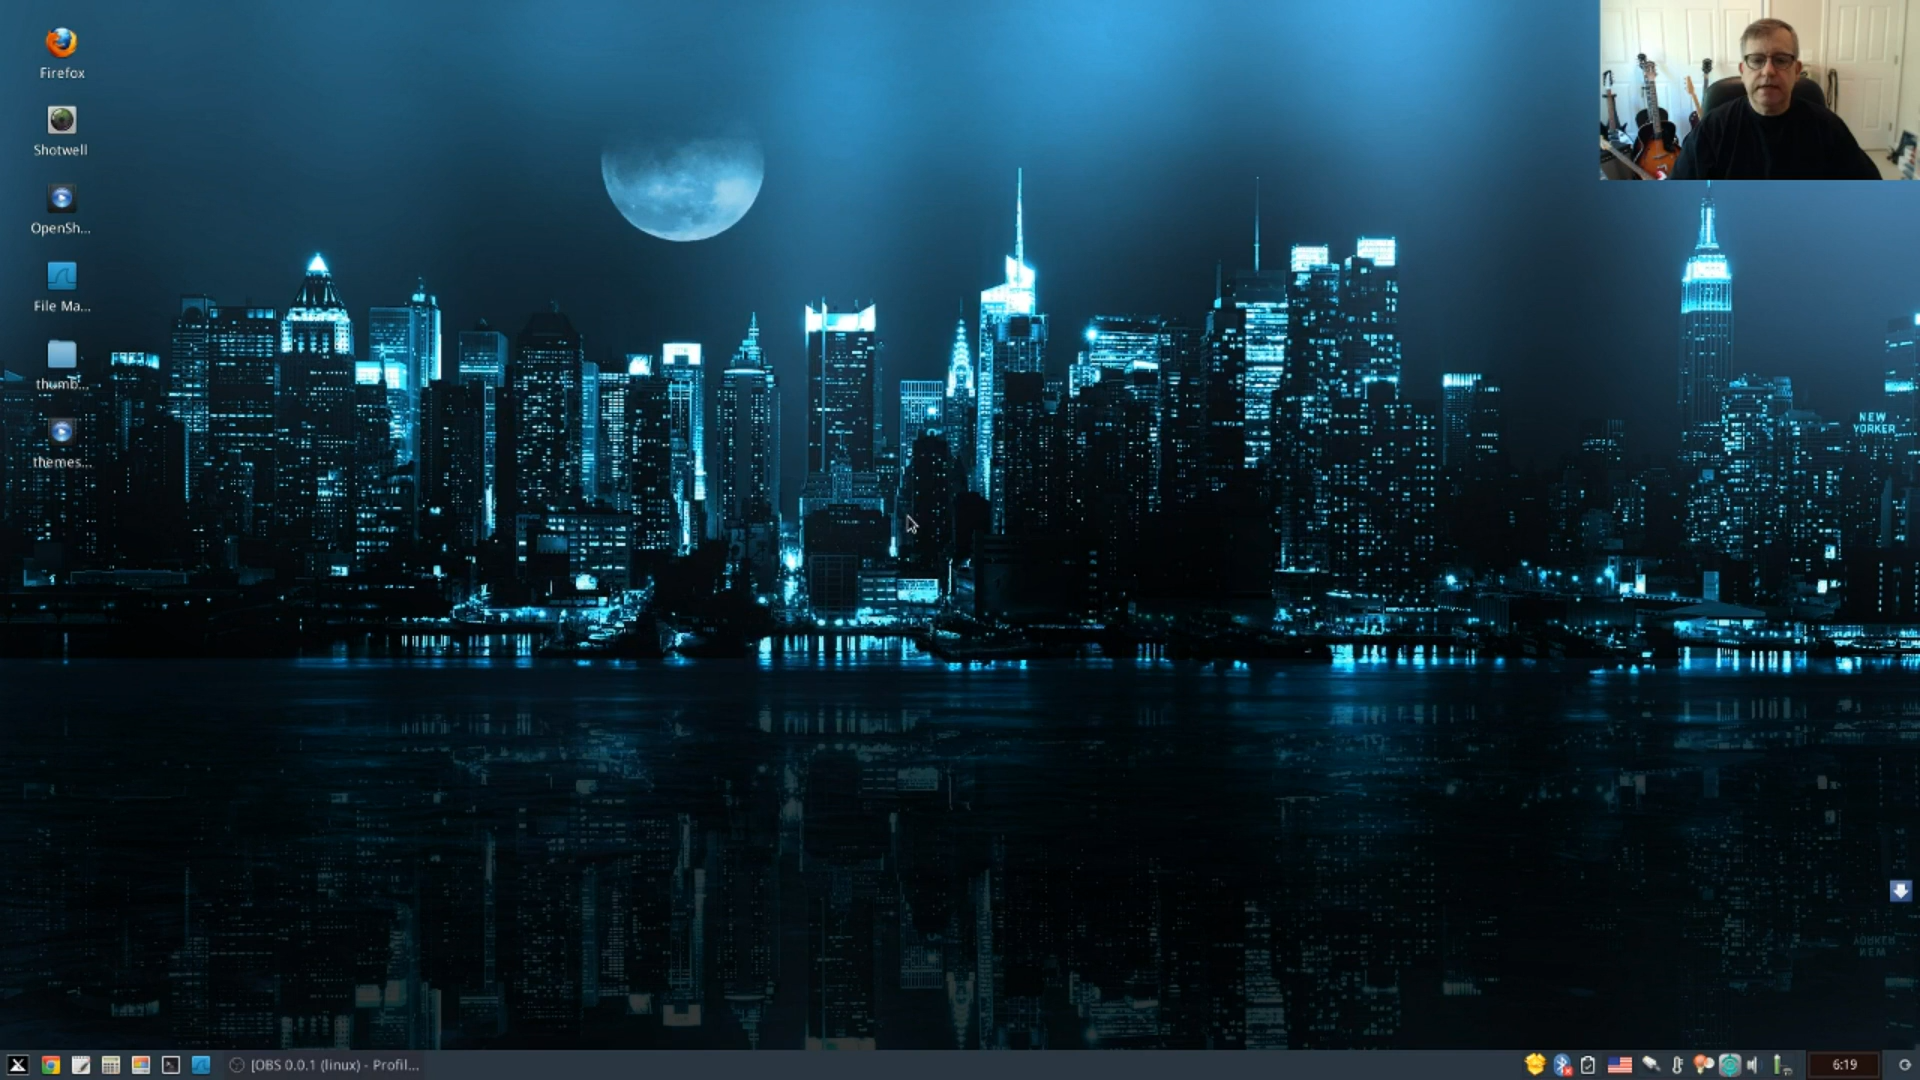 Firefox
Shotwell
OpenSh...
File Ma...
thumb...
themes...
NEW
YORKER
[OBS 0.0.1 (linux) - Profil...
6:19